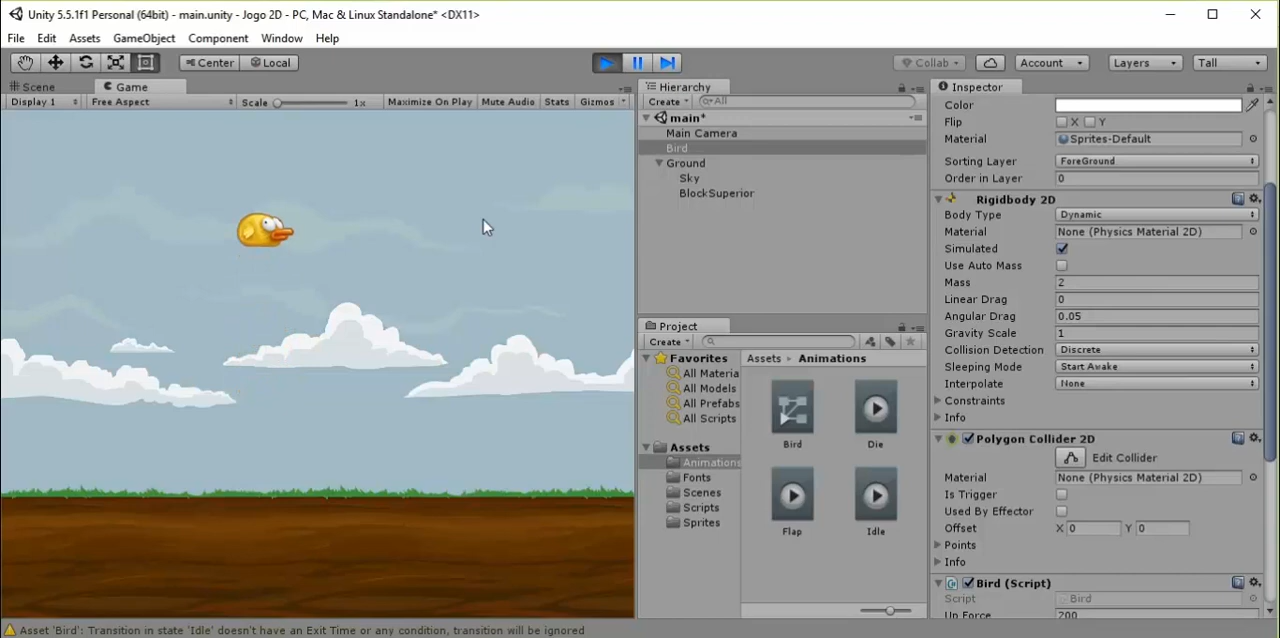 Unity 5.5.1f1 Personal (64bit) - main.unity - Jogo 2D - PC, Mac & Linux Standalone* <DX11>
File Edit Assets GameObject Component Window Help
Center Local Collab Account Layers Tall
Scene Game
Display 1 Free Aspect Scale 1x Maximize On Play Mute Audio Stats Gizmos
Hierarchy
Create All
main*
Main Camera
Bird
Ground
Sky
BlockSuperior
Project
Create
Favorites
All Materia
All Models
All Prefabs
All Scripts
Assets
Animations
Fonts
Scenes
Scripts
Sprites
Assets Animations
Bird Die
Flap Idle
Inspector
Color
Flip X Y
Material Sprites-Default
Sorting Layer ForeGround
Order in Layer 0
Rigidbody 2D
Body Type Dynamic
Material None (Physics Material 2D)
Simulated
Use Auto Mass
Mass 2
Linear Drag 0
Angular Drag 0.05
Gravity Scale 1
Collision Detection Discrete
Sleeping Mode Start Awake
Interpolate None
Constraints
Info
Polygon Collider 2D
Edit Collider
Material None (Physics Material 2D)
Is Trigger
Used By Effector
Offset X 0 Y 0
Points
Info
Bird (Script)
Script Bird
Up Force 200
Asset 'Bird': Transition in state 'Idle' doesn't have an Exit Time or any condition, transition will be ignored